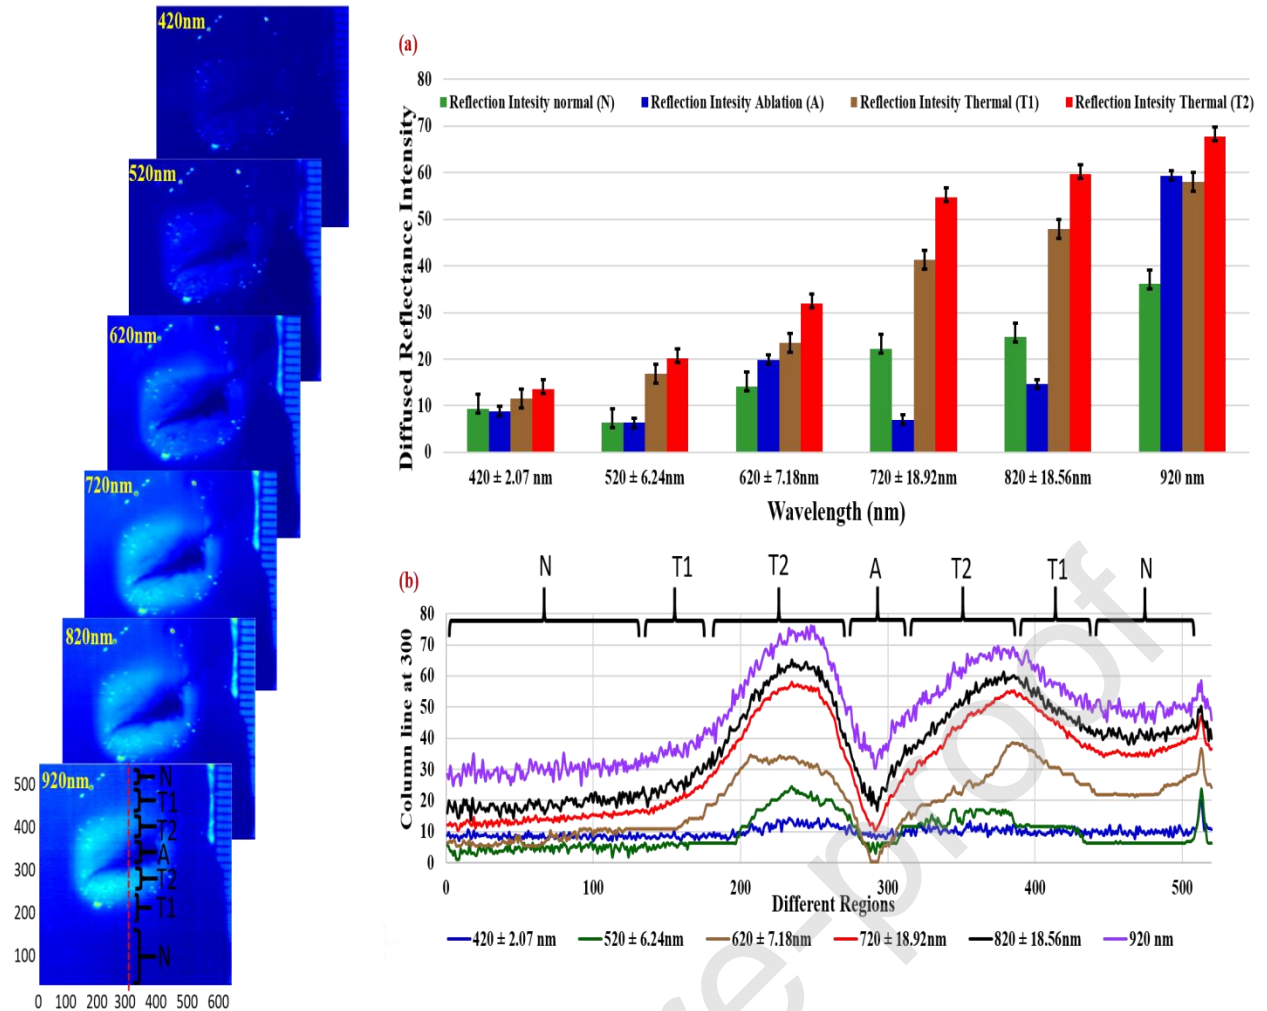 420nm
520nm
620nm
720nm
820nm
920nm
N
T1
T2
A
T2
T1
N
500
400
300
200
100
0 100 200 300 400 500 600
(a)
Diffused Reflectance Intensity
80
70
60
50
40
30
20
10
0
Reflection Intesity normal (N) Reflection Intesity Ablation (A) Reflection Intesity Thermal (T1) Reflection Intesity Thermal (T2)
420 ± 2.07 nm 520 ± 6.24nm 620 ± 7.18nm 720 ± 18.92nm 820 ± 18.56nm 920 nm
Wavelength (nm)
(b)
N T1 T2 A T2 T1 N
Column line at 300
80
70
60
50
40
30
20
10
0
0 100 200 300 400 500
Different Regions
420 ± 2.07 nm 520 ± 6.24nm 620 ± 7.18nm 720 ± 18.92nm 820 ± 18.56nm 920 nm
re-proof